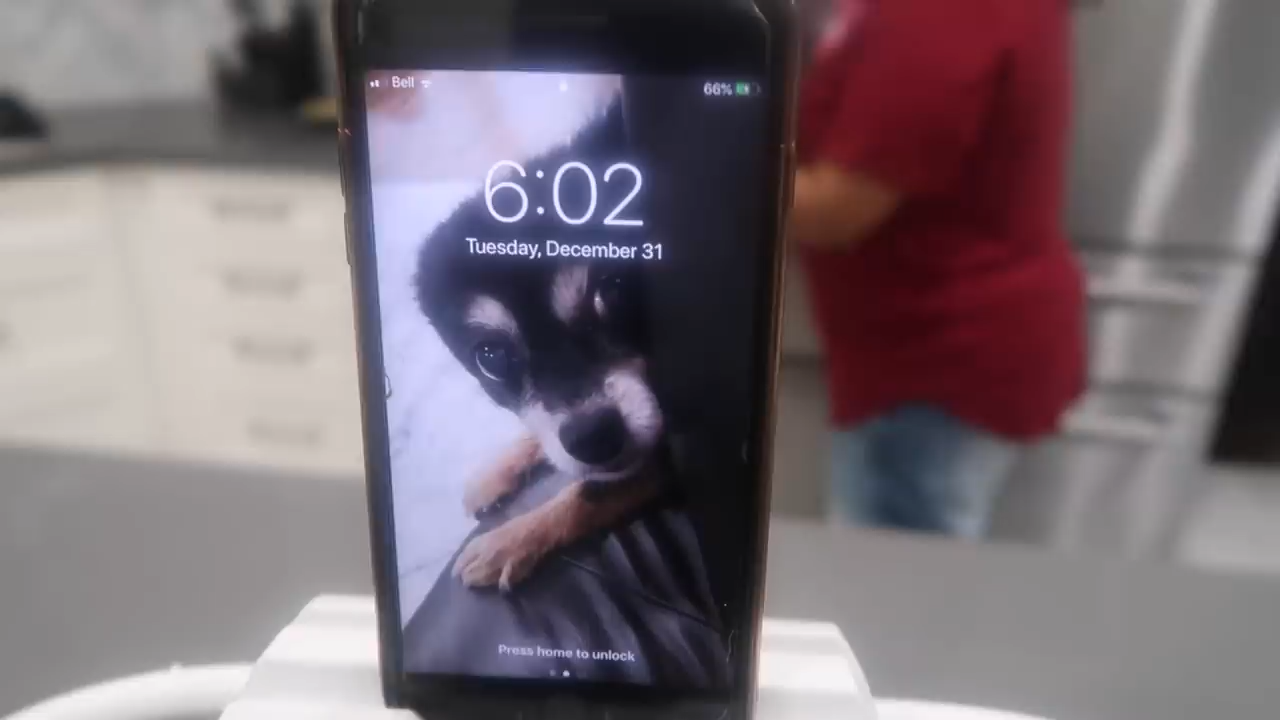 Bell
66%
6:02
Tuesday, December 31
Press home to unlock